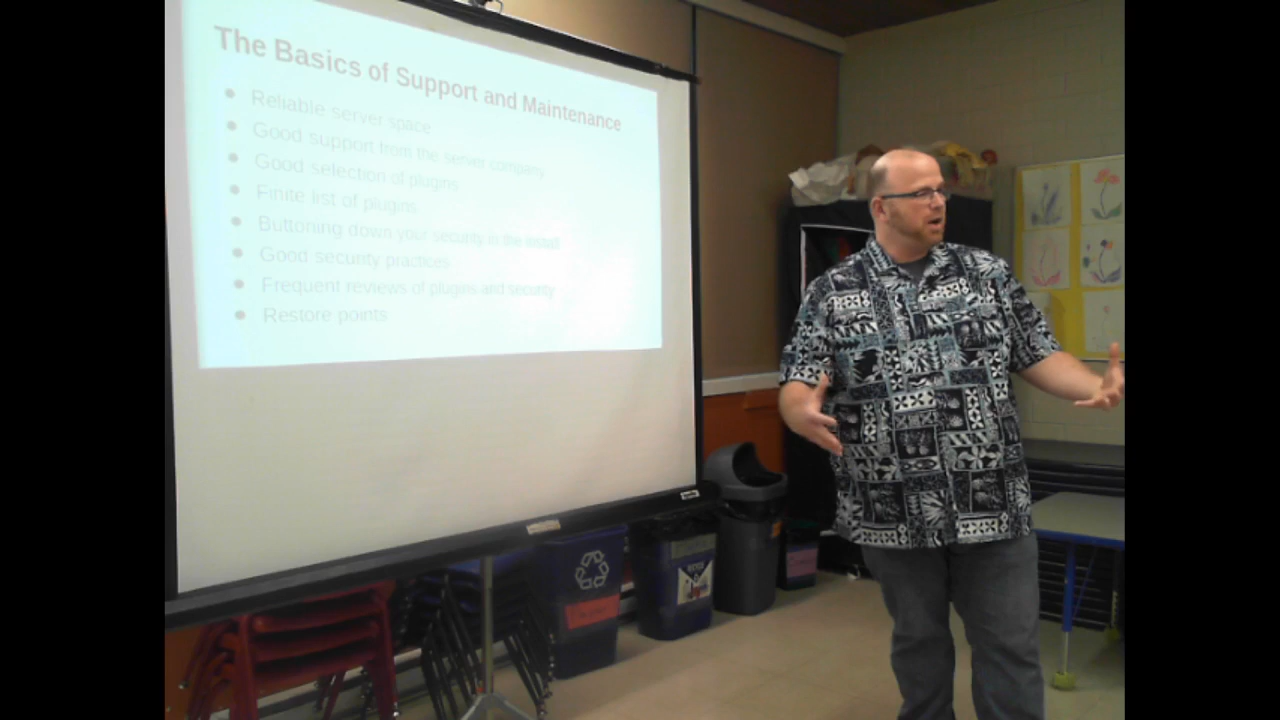 The Basics of Support and Maintenance
Reliable server space
Good support from the server company
Good selection of plugins
Finite list of plugins
Buttoning down your security in the install
Good security practices
Frequent reviews of plugins and security
Restore points